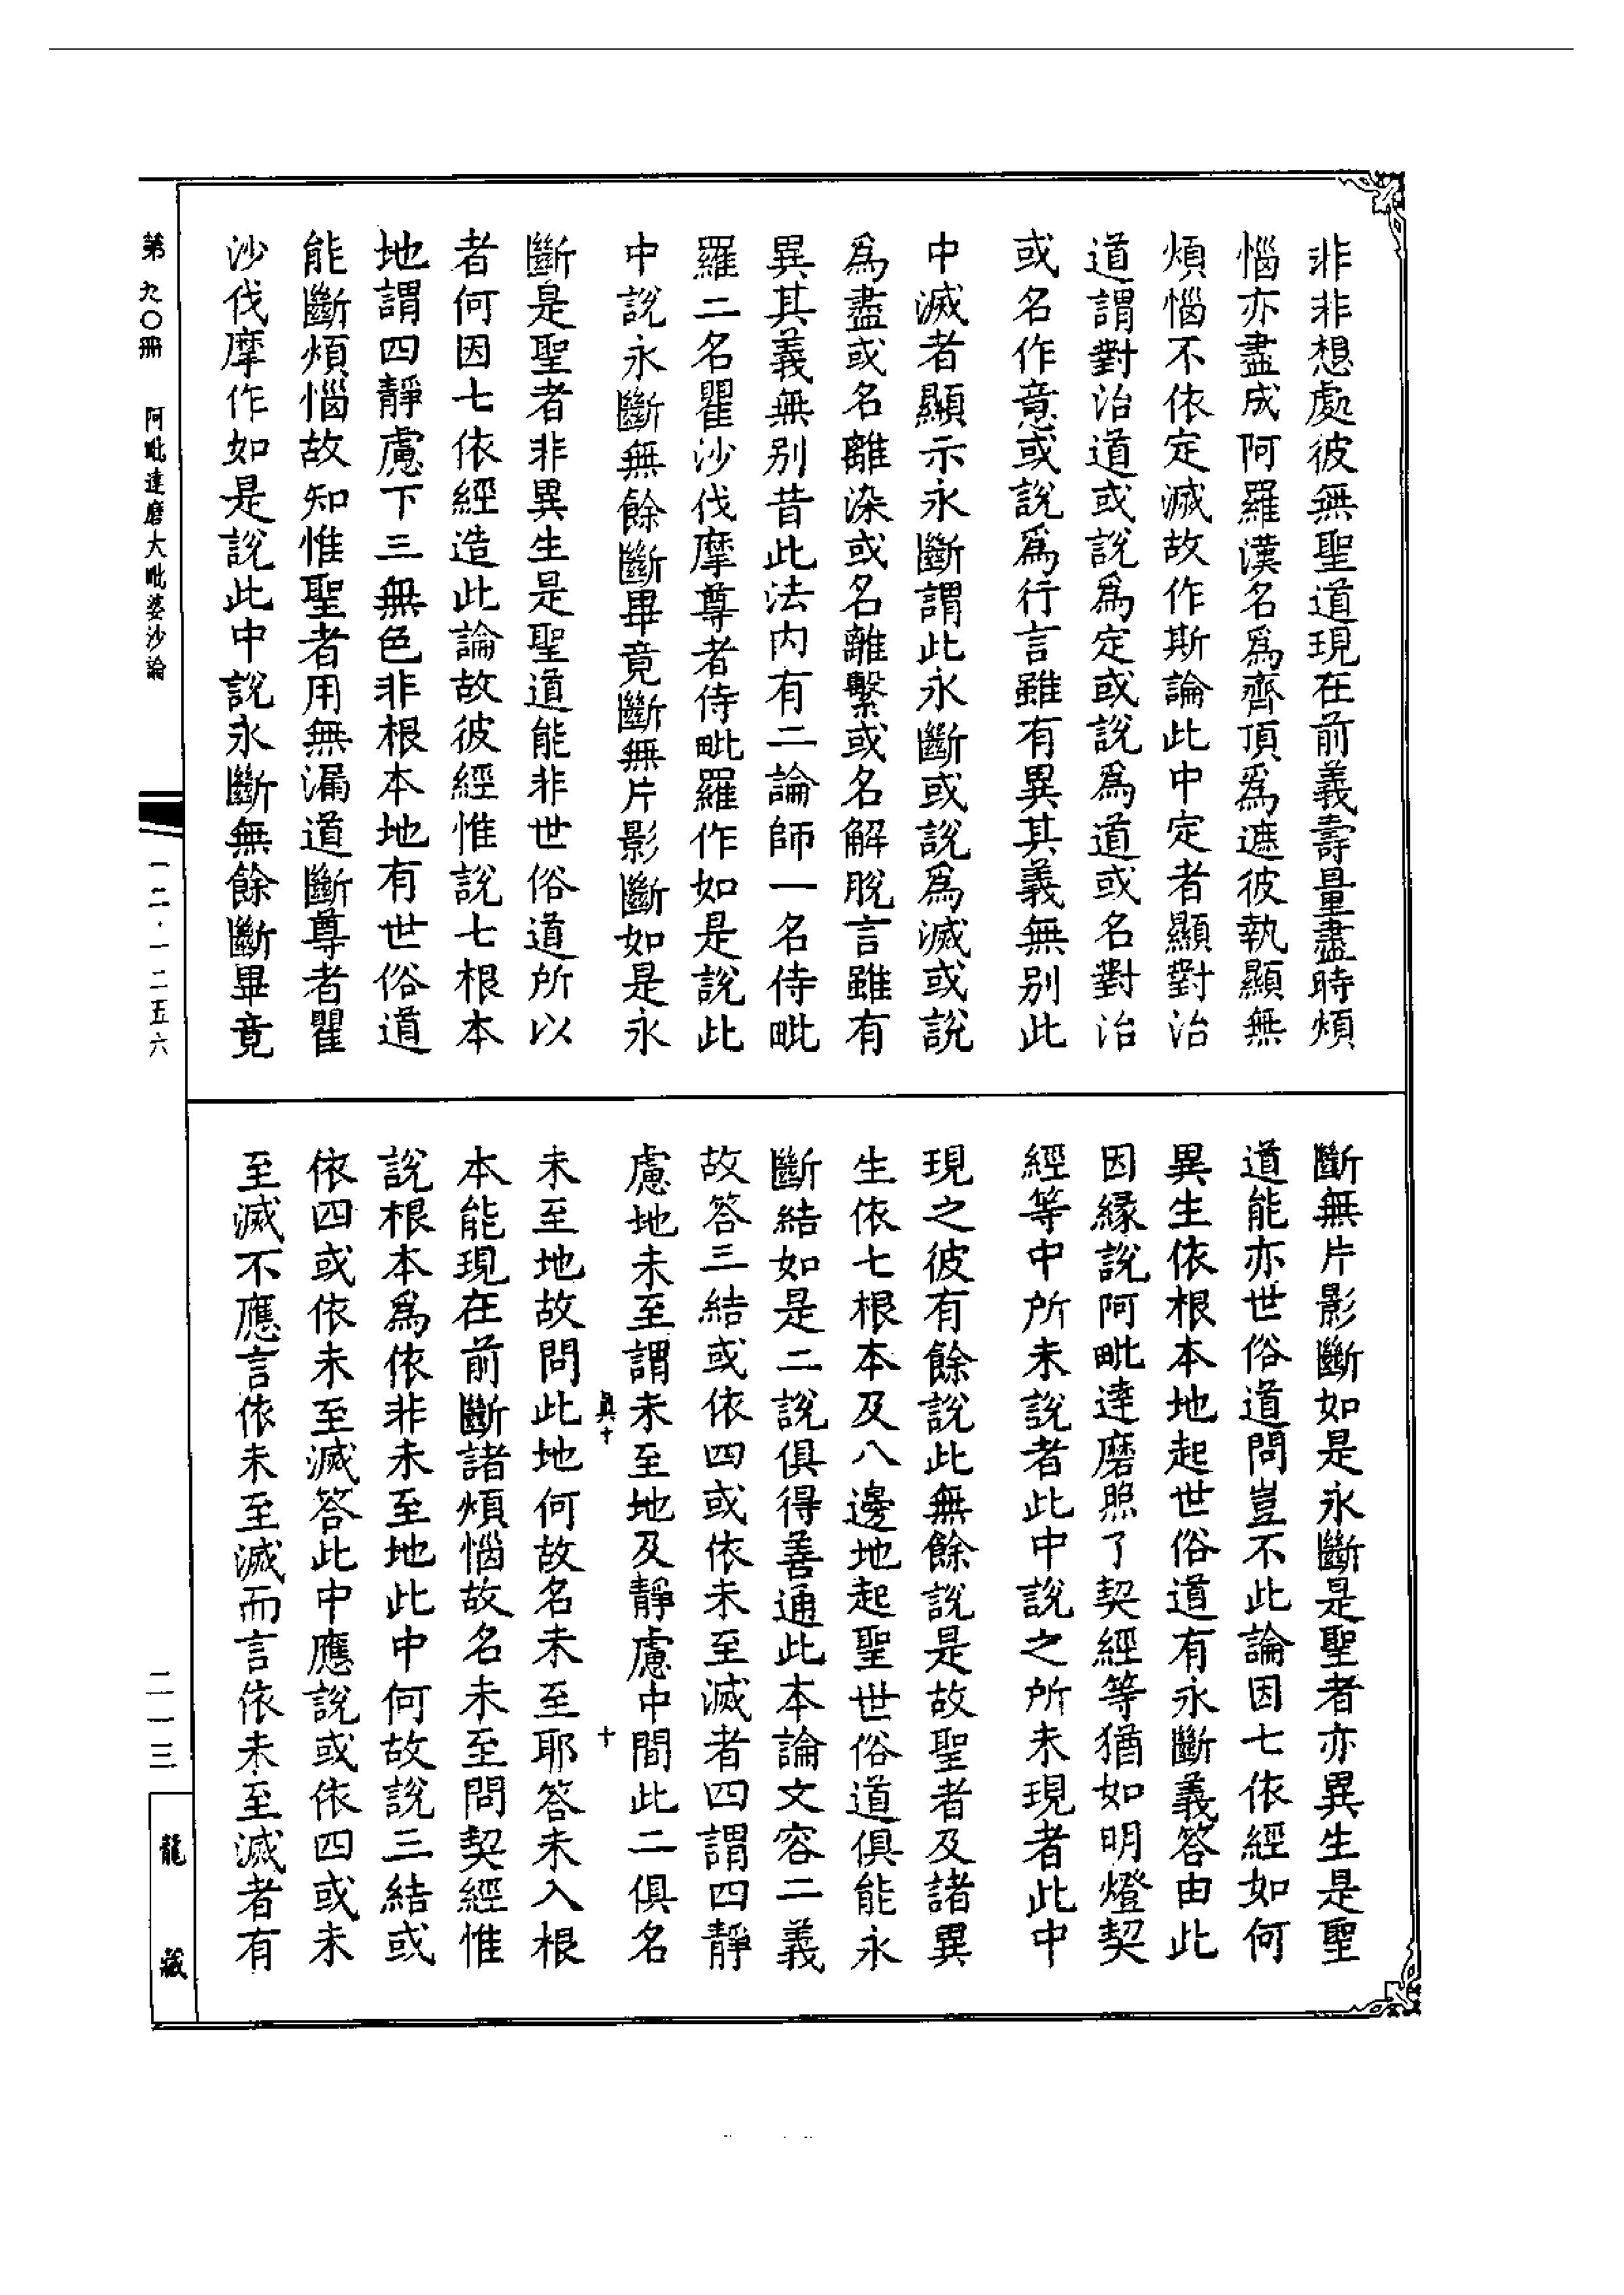 非非想處彼無聖道現在前義壽量盡時煩
惱亦盡成阿羅漢名爲齊頂爲遮彼執顯無
煩惱不依定滅故作斯論此中定者顯對治
道謂對治道或說爲定或說爲道或名對治
或名作意或說爲行言雖有異其義無別此
中滅者顯示永斷謂此永斷或說爲滅或說
爲盡或名離染或名離繫或名解脫言雖有
異其義無別昔此法內有二論師一名侍毗
羅二名瞿沙伐摩尊者侍毗羅作如是說此
中說永斷無餘斷畢竟斷無片影斷如是永
斷是聖者非異生是聖道能非世俗道所以
者何因七依經造此論故彼經惟說七根本
地謂四靜慮下三無色非根本地有世俗道
能斷煩惱故知惟聖者用無漏道斷尊者瞿
沙伐摩作如是說此中說永斷無餘斷畢竟
斷無片影斷如是永斷是聖者亦異生是聖
道能亦世俗道問豈不此論因七依經如何
異生依根本地起世俗道有永斷義答由此
因緣說阿毗達磨照了契經等猶如明燈契
經等中所未說者此中說之所未現者此中
現之彼有餘說此無餘說是故聖者及諸異
生依七根本及八邊地起聖世俗道俱能永
斷結如是二說俱得善通此本論文容二義
故答三結或依四或依未至滅者四謂四靜
慮地未至謂未至地及靜慮中間此二俱名
未至地故問此地何故名未至耶答未入根
本能現在前斷諸煩惱故名未至問契經惟
說根本爲依非未至地此中何故說三結或
依四或依未至滅答此中應說或依四或未
至滅不應言依未至滅而言依未至滅者有
真十
十
第九〇冊 阿毗達磨大毗婆沙論
一二·一二五六
二一三
龍藏